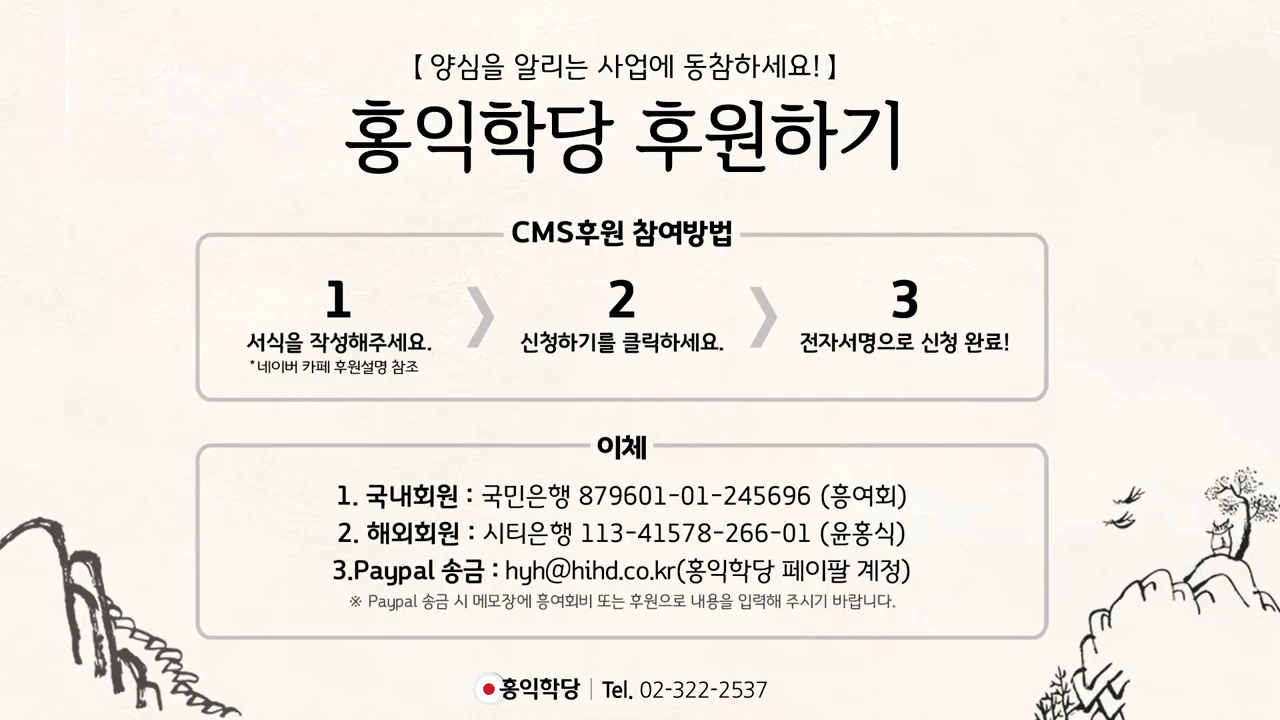 【 양심을 알리는 사업에 동참하세요! 】
홍익학당 후원하기
CMS후원 참여방법
1
서식을 작성해주세요.
*네이버 카페 후원설명 참조
2
신청하기를 클릭하세요.
3
전자서명으로 신청 완료!
이체
1. 국내회원 : 국민은행 879601-01-245696 (흥여회)
2. 해외회원 : 시티은행 113-41578-266-01 (윤홍식)
3.Paypal 송금 : hyh@hihd.co.kr(홍익학당 페이팔 계정)
※ Paypal 송금 시 메모장에 흥여회비 또는 후원으로 내용을 입력해 주시기 바랍니다.
홍익학당 | Tel. 02-322-2537